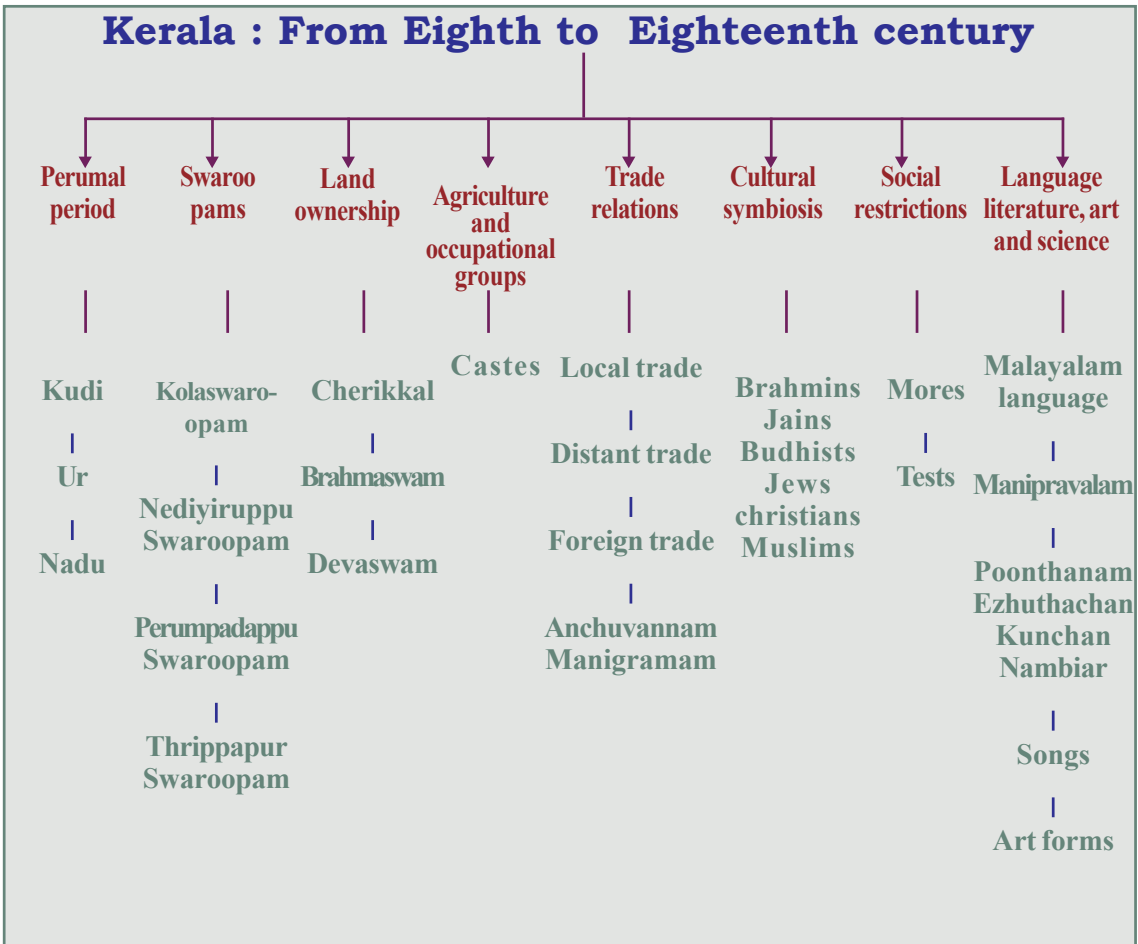 Kerala : From Eighth to Eighteenth century
Perumal
period
Swaroo
pams
Land
ownership
Agriculture
and
occupational
groups
Trade
relations
Cultural
symbiosis
Social
restrictions
Language
literature, art
and science
Kudi
Ur
Nadu
Kolaswaro-
opam
Nediyiruppu
Swaroopam
Perumpadappu
Swaroopam
Thrippapur
Swaroopam
Cherikkal
Brahmaswam
Devaswam
Castes
Local trade
Distant trade
Foreign trade
Anchuvannam
Manigramam
Brahmins
Jains
Budhists
Jews
christians
Muslims
Mores
Tests
Malayalam
language
Manipravalam
Poonthanam
Ezhuthachan
Kunchan
Nambiar
Songs
Art forms